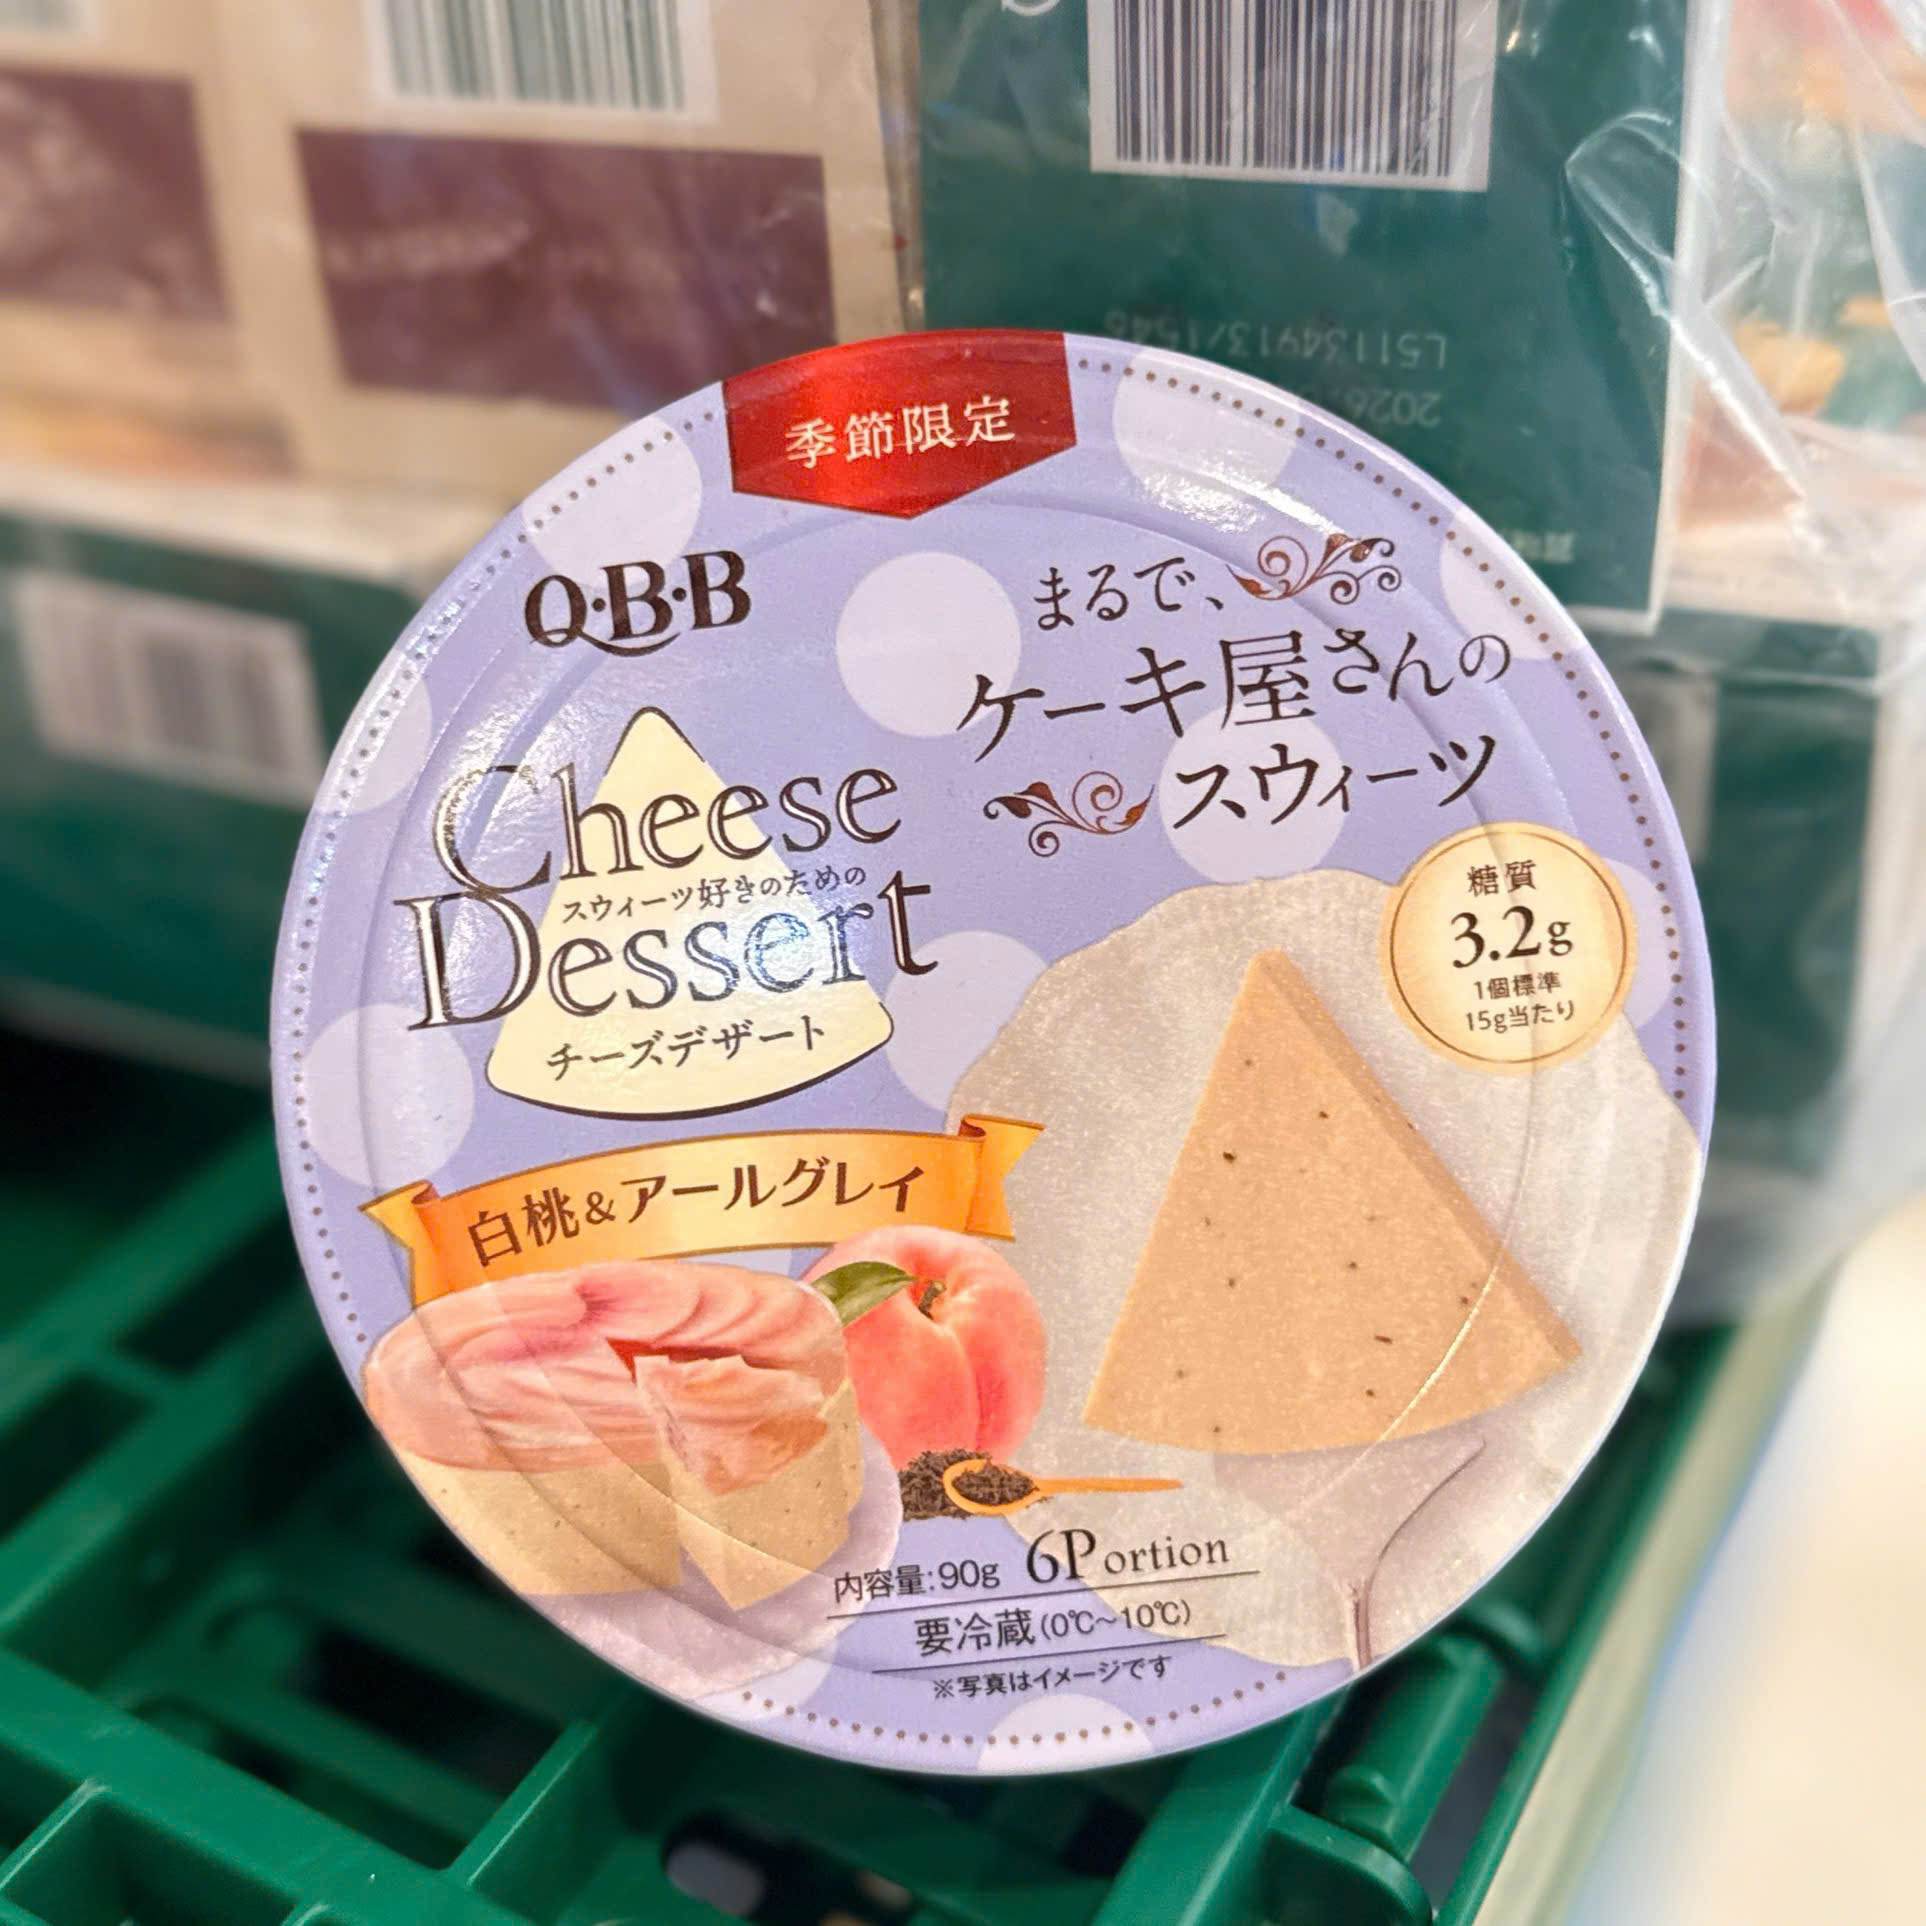 季節限定
Q·B·B
まるで、
ケーキ屋さんの
スウィーツ
Cheese
スウィーツ好きのための
Dessert
チーズデザート
糖質
3.2g
1個標準
15g当たり
白桃&アールグレイ
内容量:90g 6Portion
要冷蔵(0℃~10℃)
※写真はイメージです